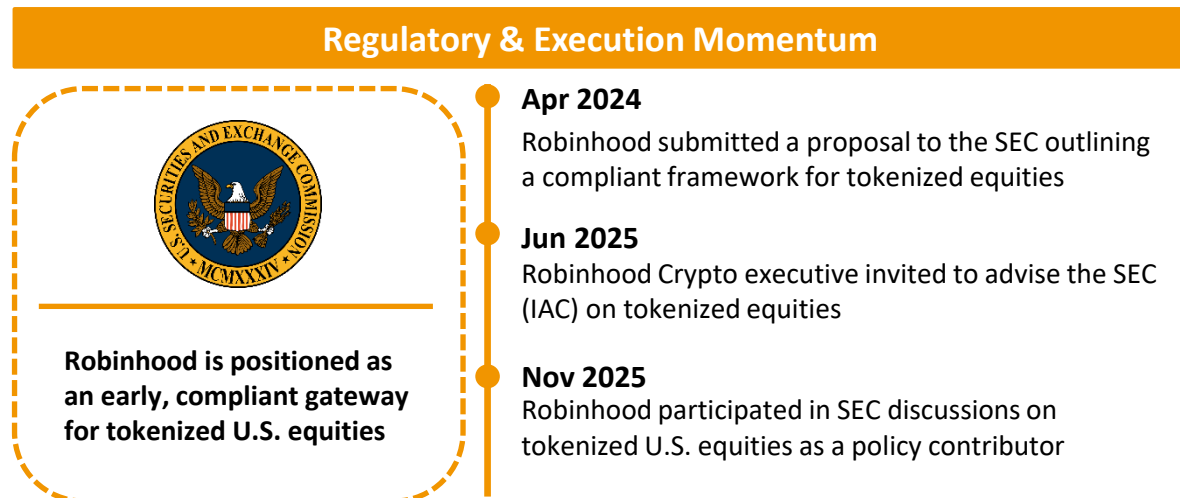 Regulatory & Execution Momentum
U.S. SECURITIES AND EXCHANGE COMMISSION
MCMXXXIV
Robinhood is positioned as
an early, compliant gateway
for tokenized U.S. equities
Apr 2024
Robinhood submitted a proposal to the SEC outlining
a compliant framework for tokenized equities
Jun 2025
Robinhood Crypto executive invited to advise the SEC
(IAC) on tokenized equities
Nov 2025
Robinhood participated in SEC discussions on
tokenized U.S. equities as a policy contributor